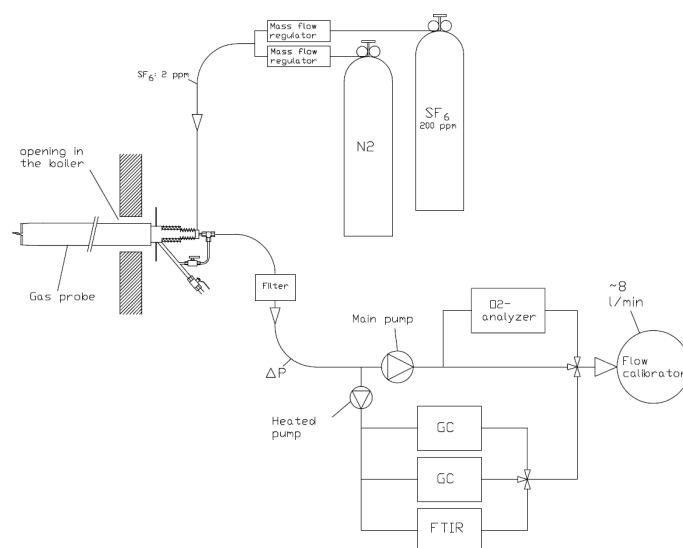 Mass flow
regulator
Mass flow
regulator
SF6: 2 ppm
SF6
200 ppm
N2
opening in
the boiler
Gas probe
Filter
ΔP
Main pump
O2-
analyzer
~8
l/min
Flow
calibrator
Heated
pump
GC
GC
FTIR